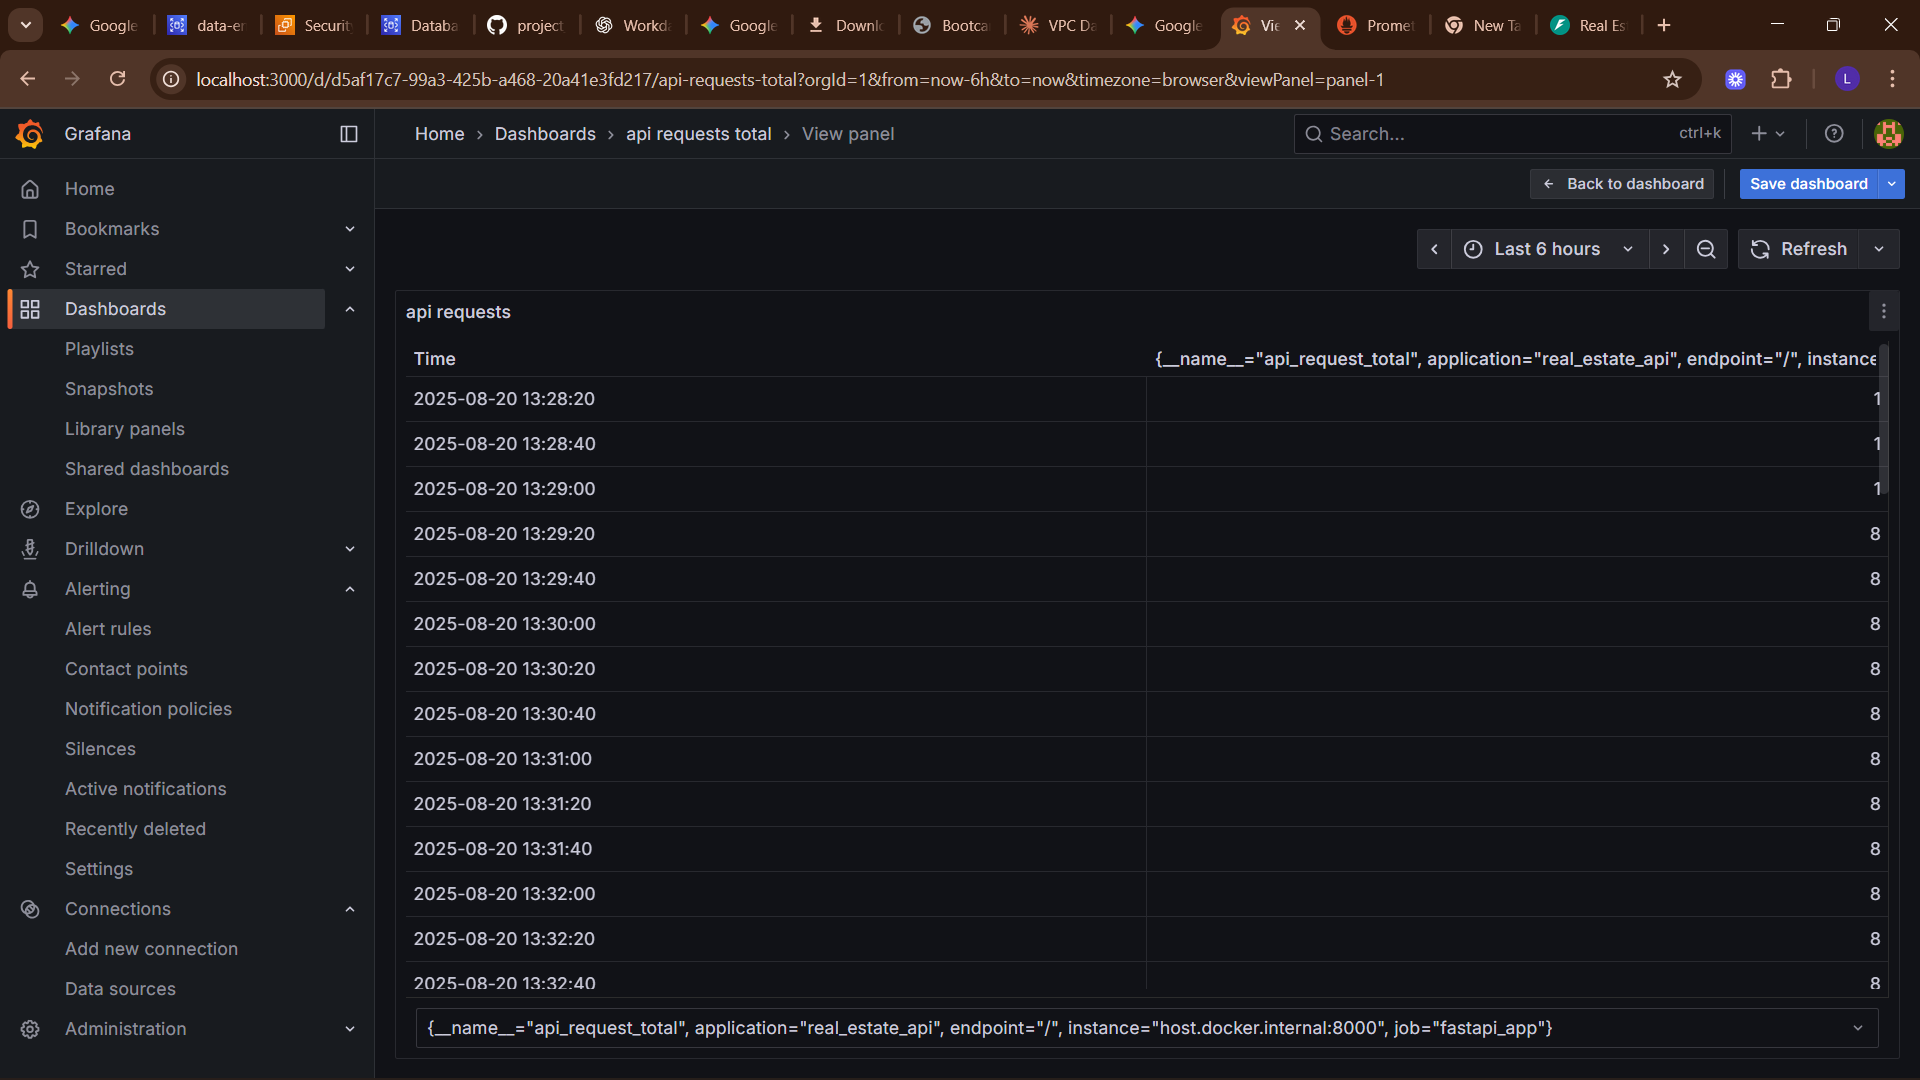 Google
data-er
Security
Databa
project
Workda
Google
Downlo
Bootca
VPC Da
Google
Vie
Promet
New Ta
Real Es
localhost:3000/d/d5af17c7-99a3-425b-a468-20a41e3fd217/api-requests-total?orgId=1&from=now-6h&to=now&timezone=browser&viewPanel=panel-1
L
Grafana
Home › Dashboards › api requests total › View panel
Search...
ctrl+k
Back to dashboard
Save dashboard
Last 6 hours
Refresh
Home
Bookmarks
Starred
Dashboards
Playlists
Snapshots
Library panels
Shared dashboards
Explore
Drilldown
Alerting
Alert rules
Contact points
Notification policies
Silences
Active notifications
Recently deleted
Settings
Connections
Add new connection
Data sources
Administration
api requests
Time {__name__="api_request_total", application="real_estate_api", endpoint="/", instance
2025-08-20 13:28:20 1
2025-08-20 13:28:40 1
2025-08-20 13:29:00 1
2025-08-20 13:29:20 8
2025-08-20 13:29:40 8
2025-08-20 13:30:00 8
2025-08-20 13:30:20 8
2025-08-20 13:30:40 8
2025-08-20 13:31:00 8
2025-08-20 13:31:20 8
2025-08-20 13:31:40 8
2025-08-20 13:32:00 8
2025-08-20 13:32:20 8
2025-08-20 13:32:40 8
{__name__="api_request_total", application="real_estate_api", endpoint="/", instance="host.docker.internal:8000", job="fastapi_app"}